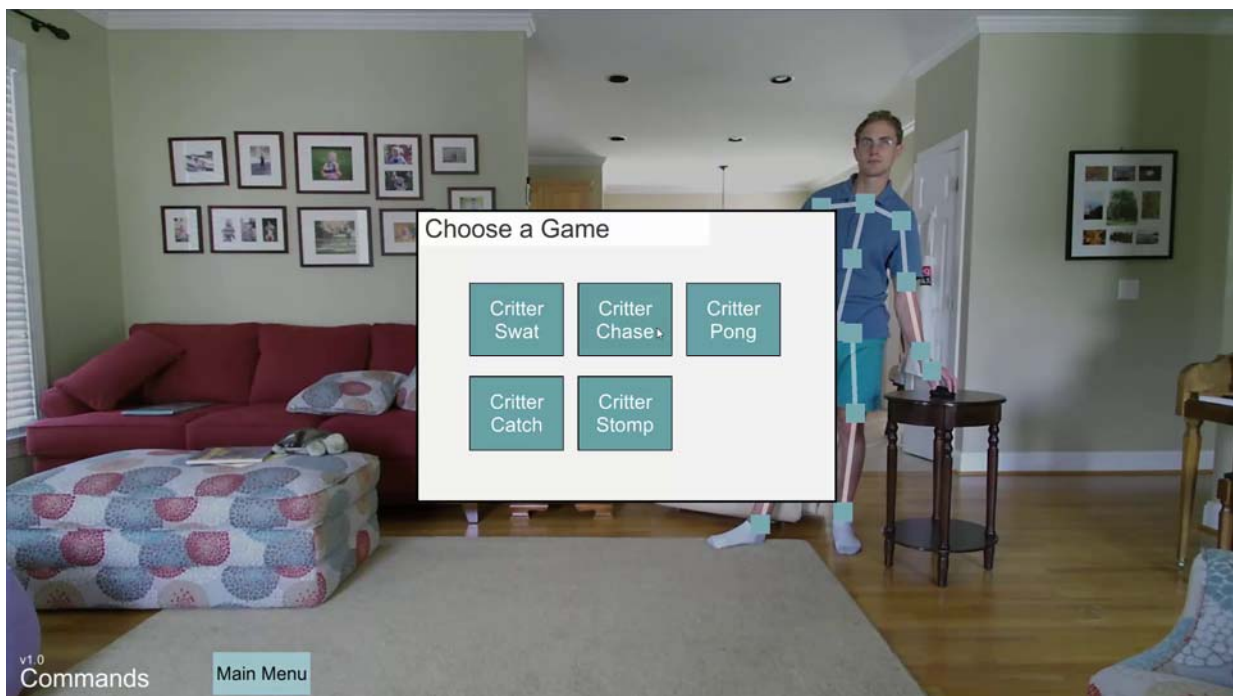 Choose a Game
Critter
Swat
Critter
Chase
Critter
Pong
Critter
Catch
Critter
Stomp
v1.0
Commands
Main Menu